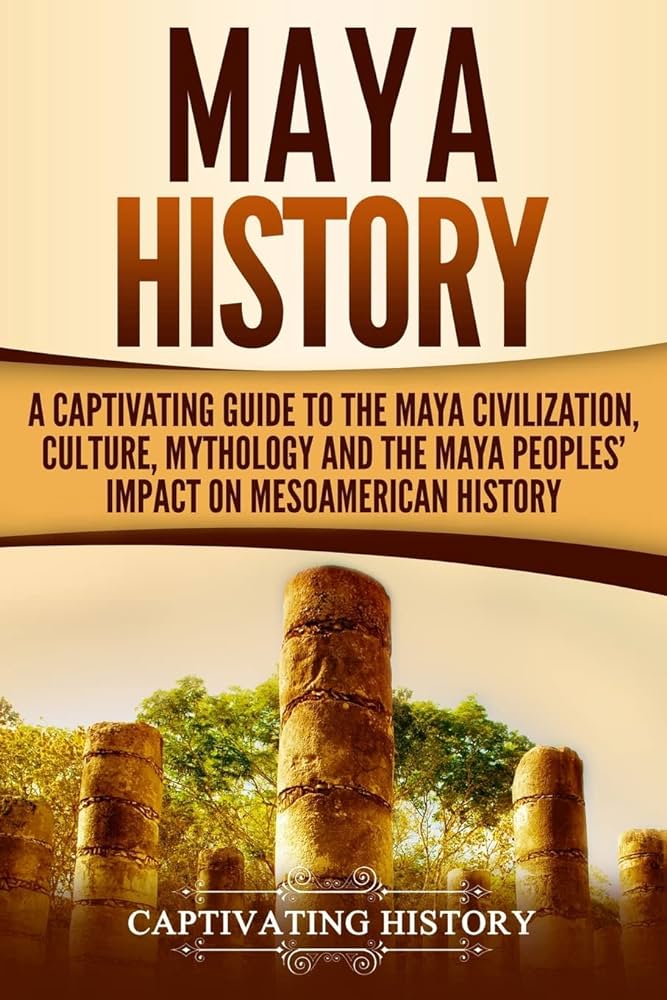 MAYA
HISTORY
A CAPTIVATING GUIDE TO THE MAYA CIVILIZATION,
CULTURE, MYTHOLOGY AND THE MAYA PEOPLES’
IMPACT ON MESOAMERICAN HISTORY
CAPTIVATING HISTORY